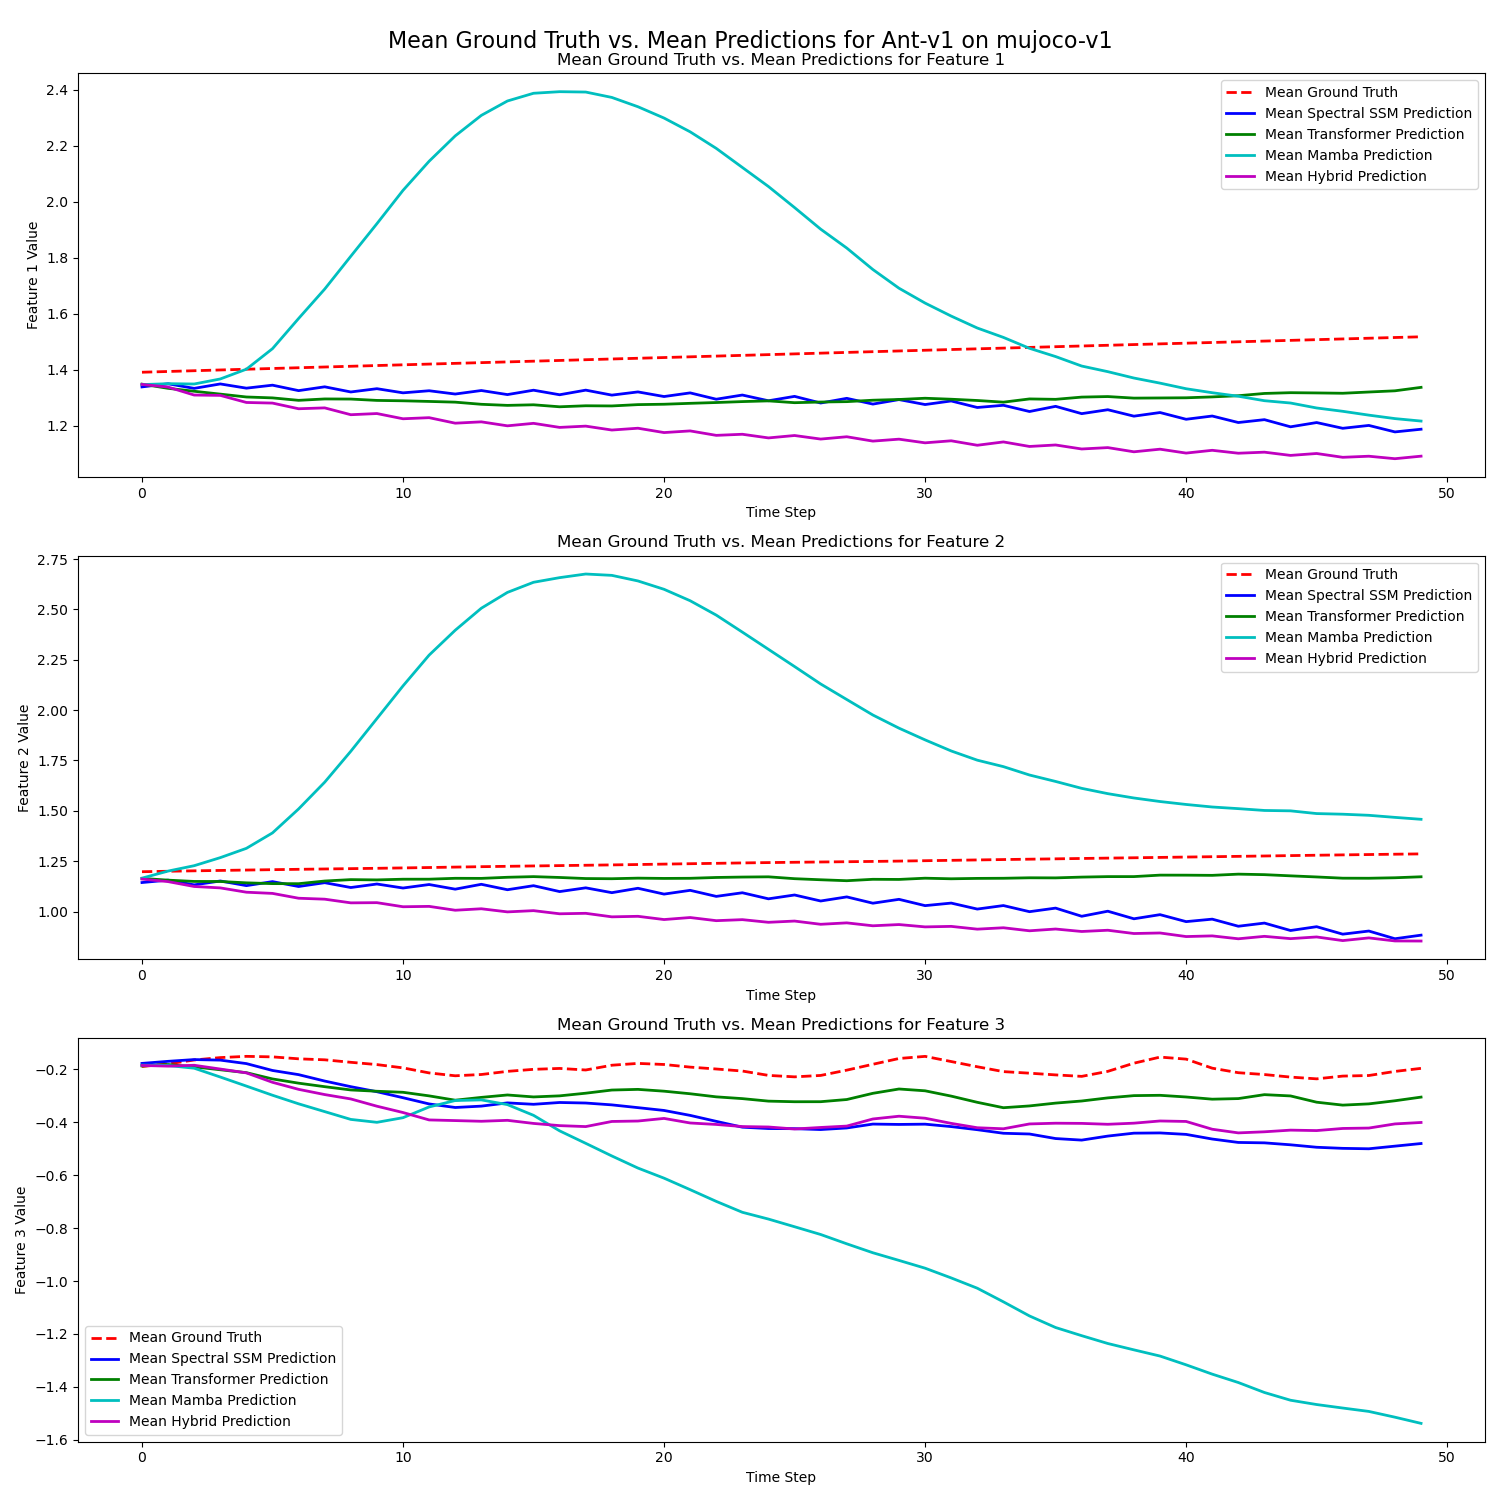 Mean Ground Truth vs. Mean Predictions for Ant-v1 on mujoco-v1
Mean Ground Truth vs. Mean Predictions for Feature 1
2.4
2.2
2.0
1.8
1.6
1.4
1.2
Feature 1 Value
Mean Ground Truth
Mean Spectral SSM Prediction
Mean Transformer Prediction
Mean Mamba Prediction
Mean Hybrid Prediction
0 10 20 30 40 50
Time Step
Mean Ground Truth vs. Mean Predictions for Feature 2
2.75
2.50
2.25
2.00
1.75
1.50
1.25
1.00
Feature 2 Value
Mean Ground Truth
Mean Spectral SSM Prediction
Mean Transformer Prediction
Mean Mamba Prediction
Mean Hybrid Prediction
0 10 20 30 40 50
Time Step
Mean Ground Truth vs. Mean Predictions for Feature 3
−0.2
−0.4
−0.6
−0.8
−1.0
−1.2
−1.4
−1.6
Feature 3 Value
Mean Ground Truth
Mean Spectral SSM Prediction
Mean Transformer Prediction
Mean Mamba Prediction
Mean Hybrid Prediction
0 10 20 30 40 50
Time Step